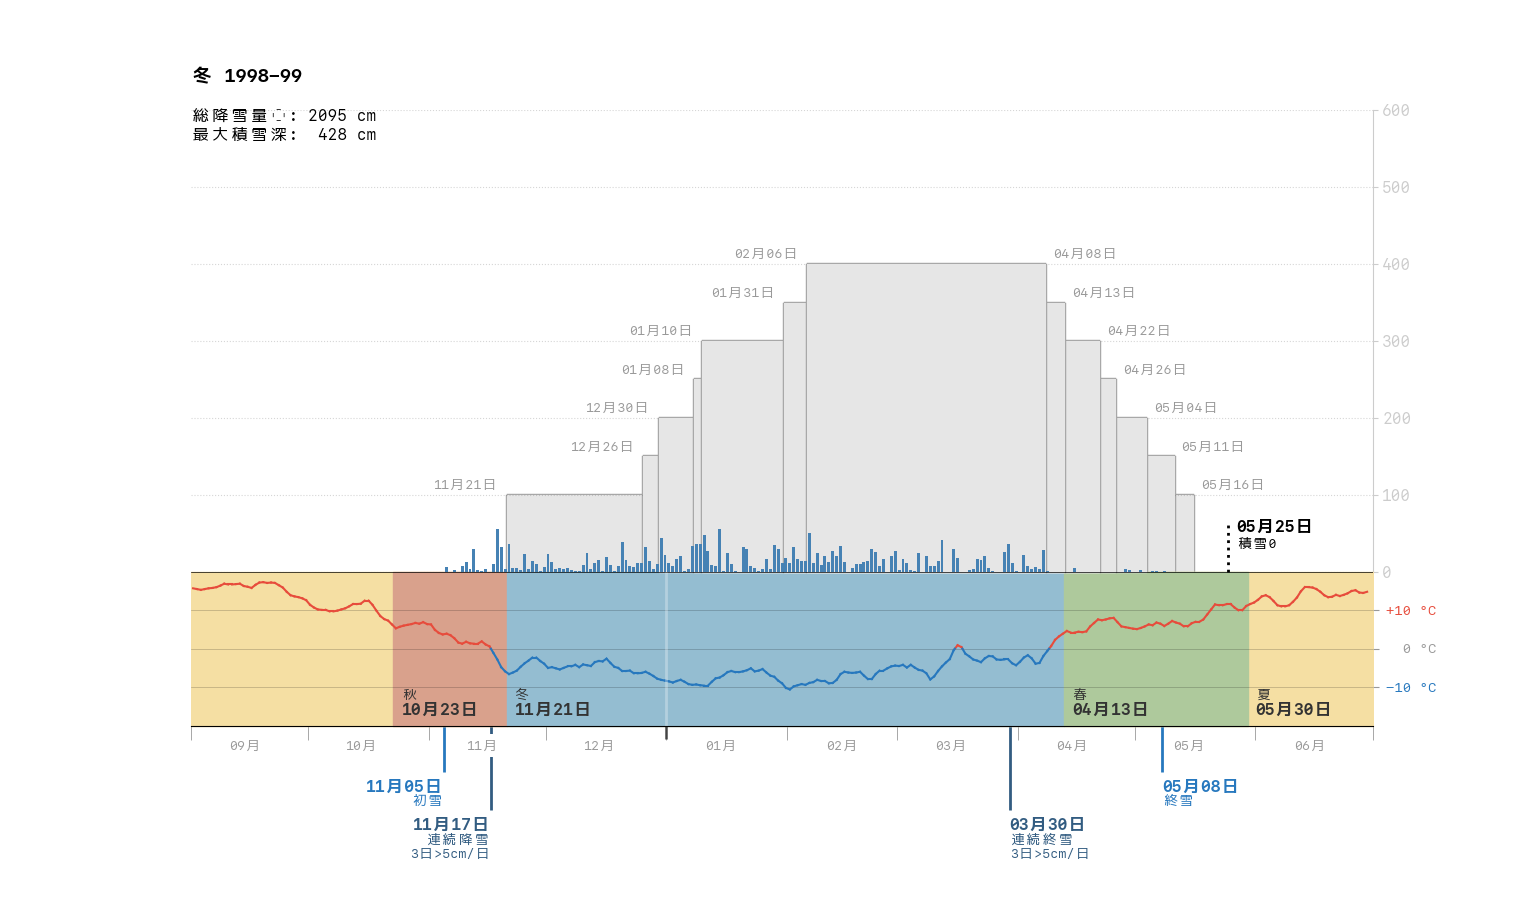 冬 1998–99
総降雪量◌: 2095 cm
最大積雪深: 428 cm
600
500
400
300
200
100
0
02月06日
04月08日
01月31日
04月13日
01月10日
04月22日
01月08日
04月26日
12月30日
05月04日
12月26日
05月11日
11月21日
05月16日
05月25日
積雪0
+10 °C
0 °C
−10 °C
秋
10月23日
冬
11月21日
春
04月13日
夏
05月30日
09月
10月
11月
12月
01月
02月
03月
04月
05月
06月
11月05日
初雪
05月08日
終雪
11月17日
連続降雪
3日>5cm/日
03月30日
連続終雪
3日>5cm/日